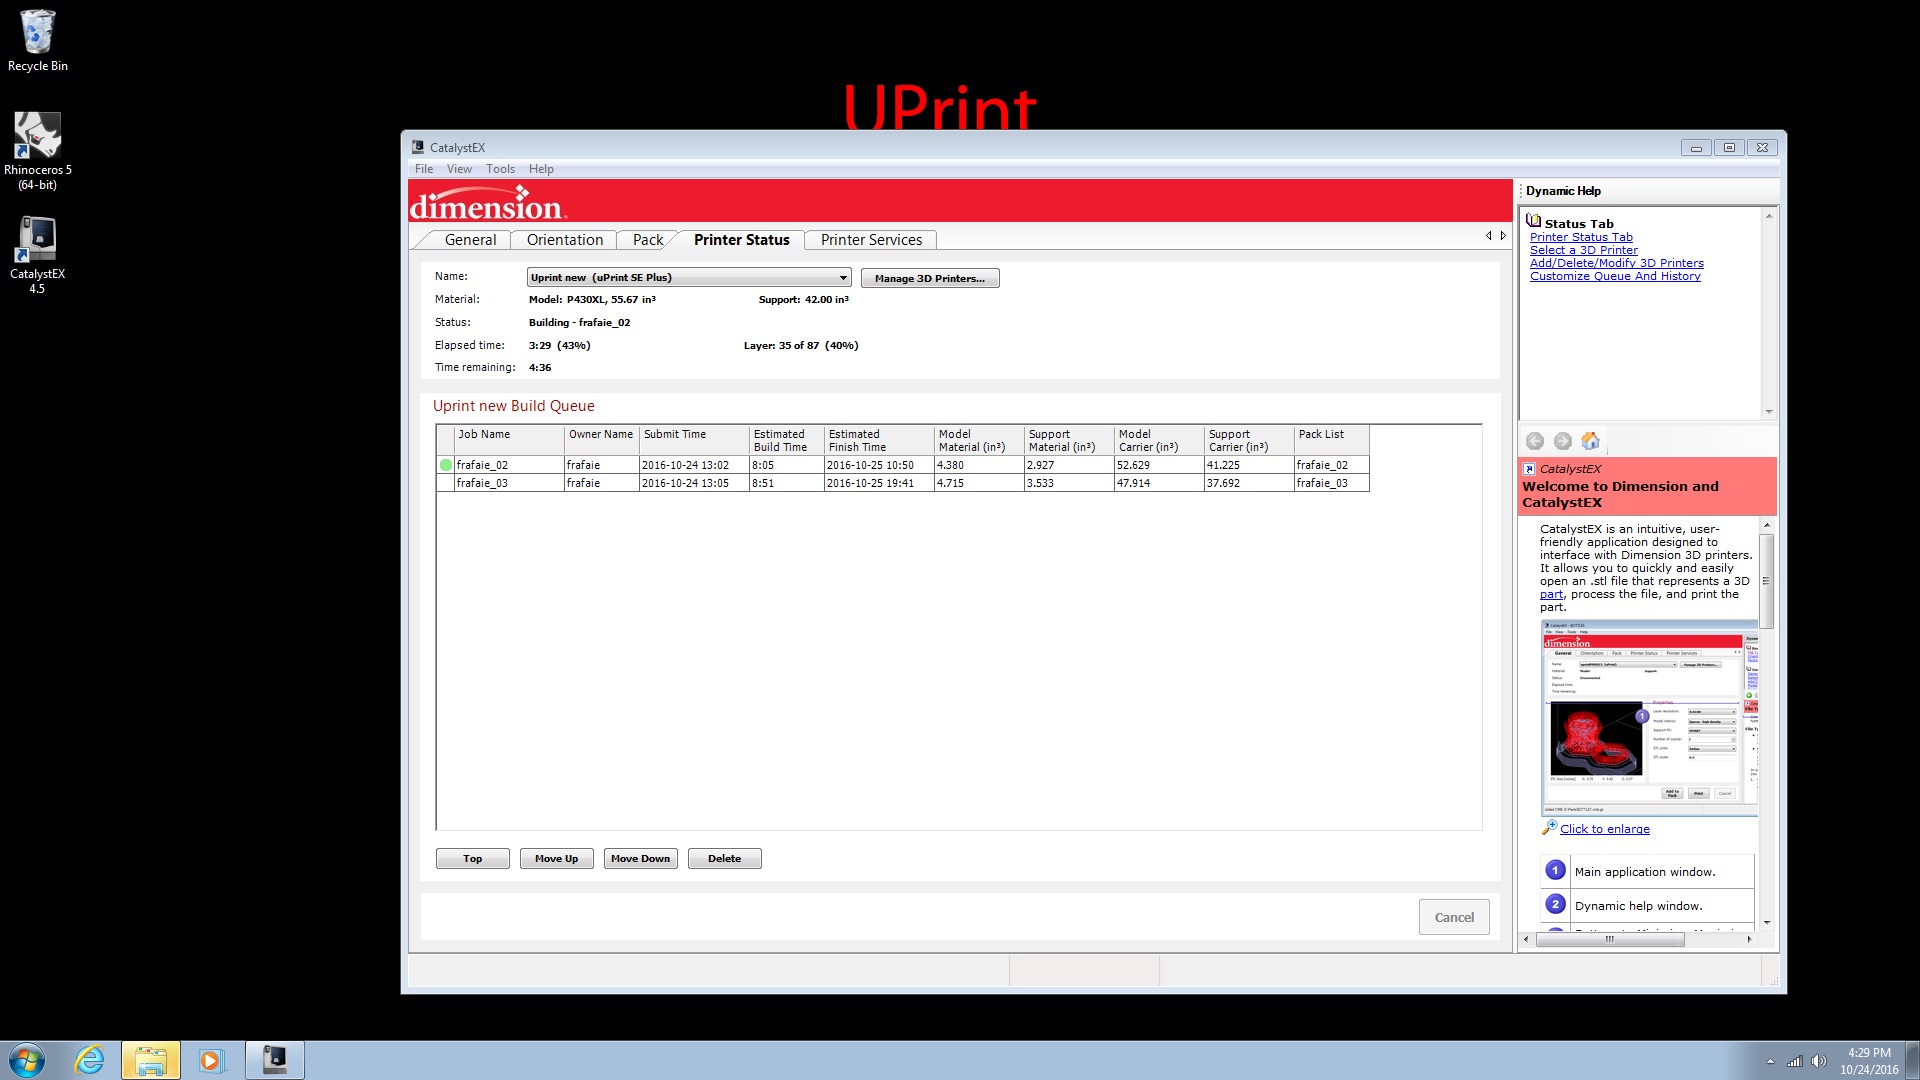 Recycle Bin
Rhinoceros 5
(64-bit)
CatalystEX
4.5
UPrint
CatalystEX
File View Tools Help
dimension
General Orientation Pack Printer Status Printer Services
Name: Uprint new (uPrint SE Plus) Manage 3D Printers...
Material: Model: P430XL, 55.67 in³ Support: 42.00 in³
Status: Building - frafaie_02
Elapsed time: 3:29 (43%) Layer: 35 of 87 (40%)
Time remaining: 4:36
Uprint new Build Queue
Job Name Owner Name Submit Time Estimated Build Time Estimated Finish Time Model Material (in³) Support Material (in³) Model Carrier (in³) Support Carrier (in³) Pack List
frafaie_02 frafaie 2016-10-24 13:02 8:05 2016-10-25 10:50 4.380 2.927 52.629 41.225 frafaie_02
frafaie_03 frafaie 2016-10-24 13:05 8:51 2016-10-25 19:41 4.715 3.533 47.914 37.692 frafaie_03
Top Move Up Move Down Delete
Cancel
Dynamic Help
Status Tab
Printer Status Tab
Select a 3D Printer
Add/Delete/Modify 3D Printers
Customize Queue And History
CatalystEX
Welcome to Dimension and
CatalystEX
CatalystEX is an intuitive, user-
friendly application designed to
interface with Dimension 3D printers.
It allows you to quickly and easily
open an .stl file that represents a 3D
part, process the file, and print the
part.
dimension
General Orientation Pack Printer Status Printer Services
Click to enlarge
1 Main application window.
2 Dynamic help window.
4:29 PM
10/24/2016